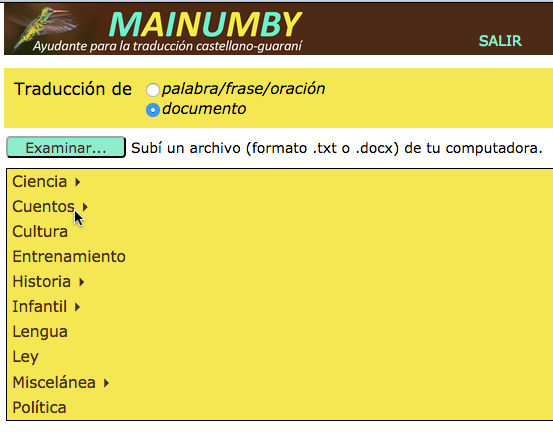 MAINUMBY
Ayudante para la traducción castellano-guaraní
SALIR
Traducción de palabra/frase/oración
documento
Examinar... Subí un archivo (formato .txt o .docx) de tu computadora.
Ciencia
Cuentos
Cultura
Entrenamiento
Historia
Infantil
Lengua
Ley
Miscelánea
Política